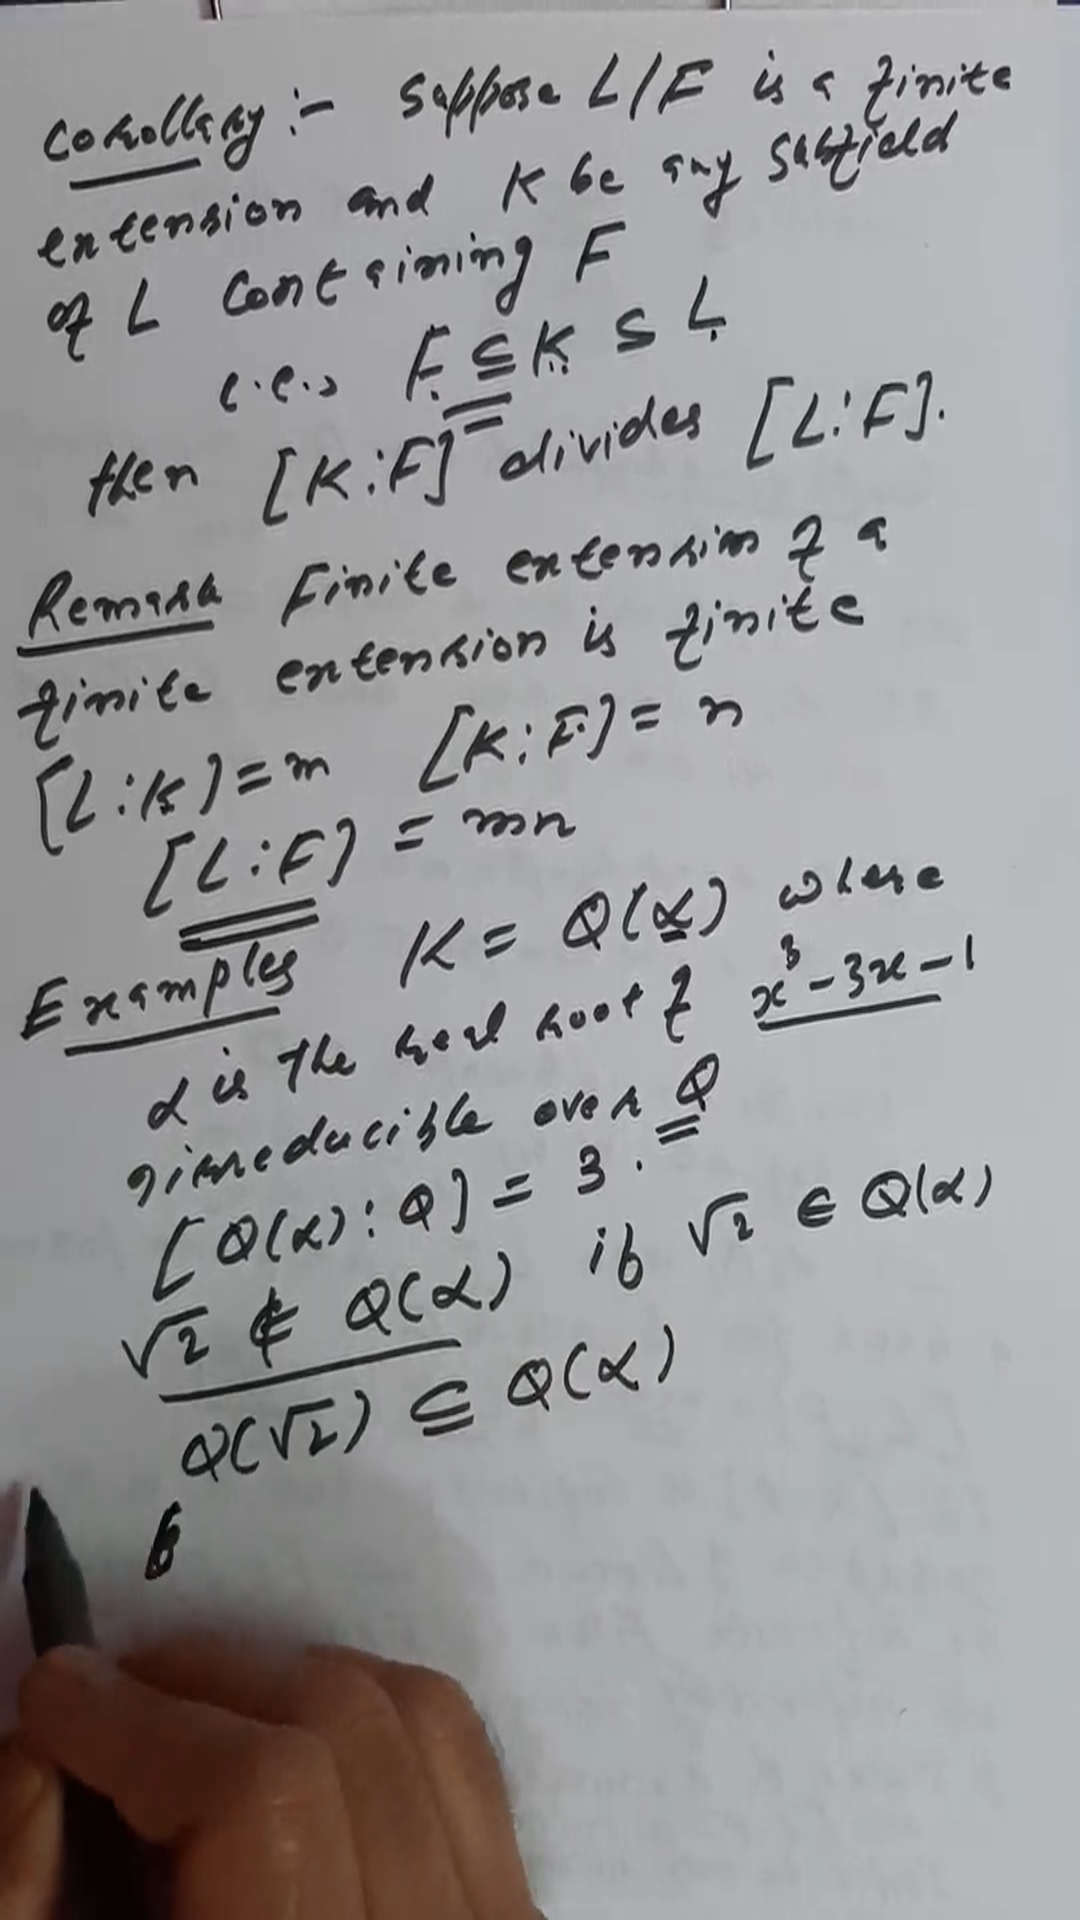 Corollary :- Suppose L/F is a finite
extension and K be any subfield
of L Containing F
i.e., F ⊆ K ⊆ L
then [K:F] divides [L:F].
Remark Finite extension of a
finite extension is finite
[L:K] = m [K:F] = n
[L:F] = mn
Examples K = Q(α) where
α is the real root of x³-3x-1
irreducible over Q
[Q(α):Q] = 3.
√2 ∉ Q(α) if √2 ∈ Q(α)
Q(√2) ⊆ Q(α)